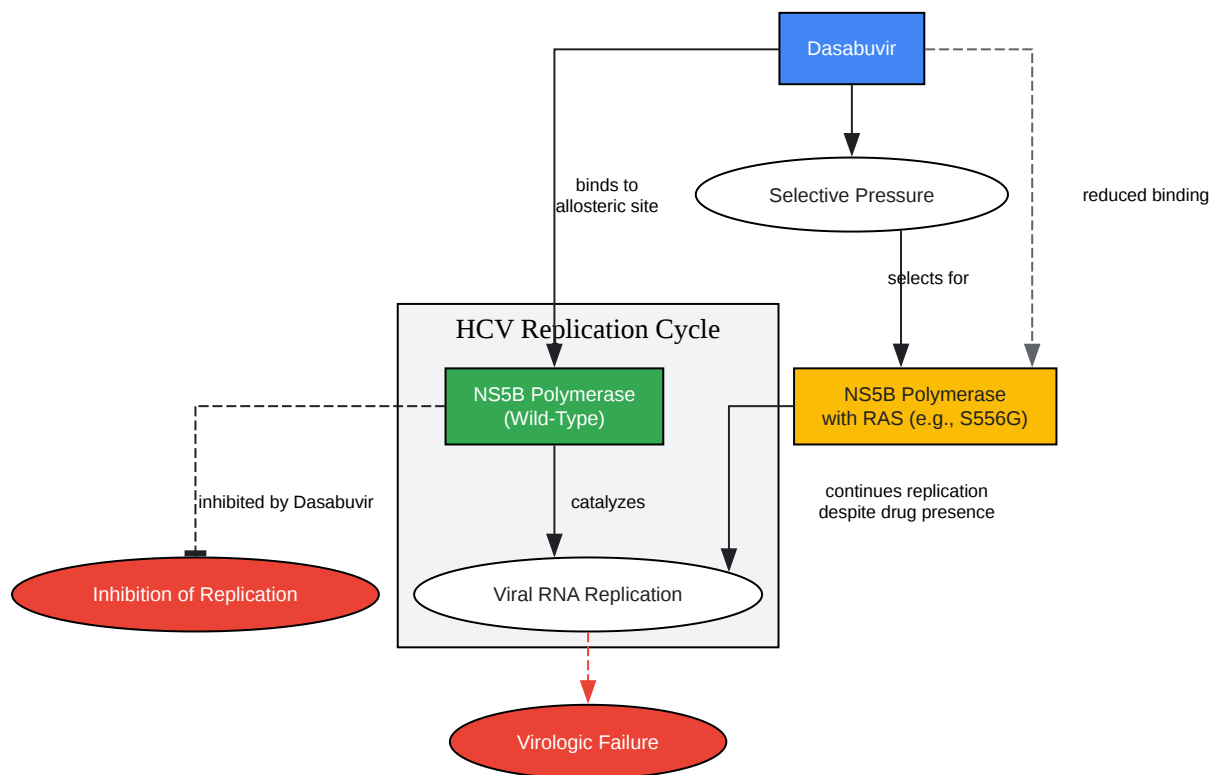 Dasabuvir
binds to
allosteric site
Selective Pressure
reduced binding
selects for
HCV Replication Cycle
NS5B Polymerase
(Wild-Type)
NS5B Polymerase
with RAS (e.g., S556G)
inhibited by Dasabuvir
catalyzes
continues replication
despite drug presence
Inhibition of Replication
Viral RNA Replication
Virologic Failure